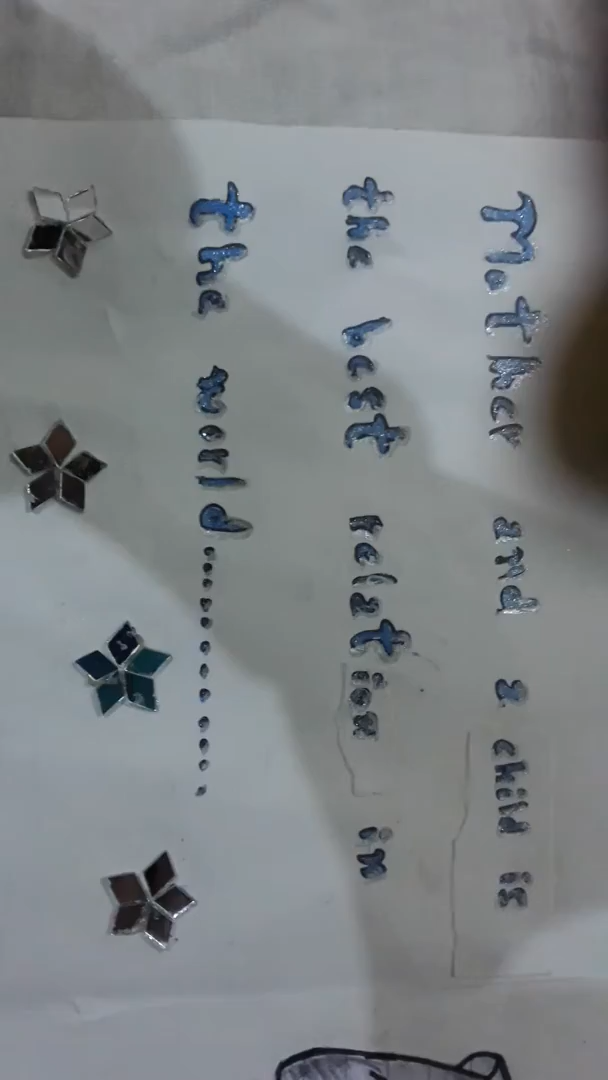 Mother and a child is
the best relation in
the world.............